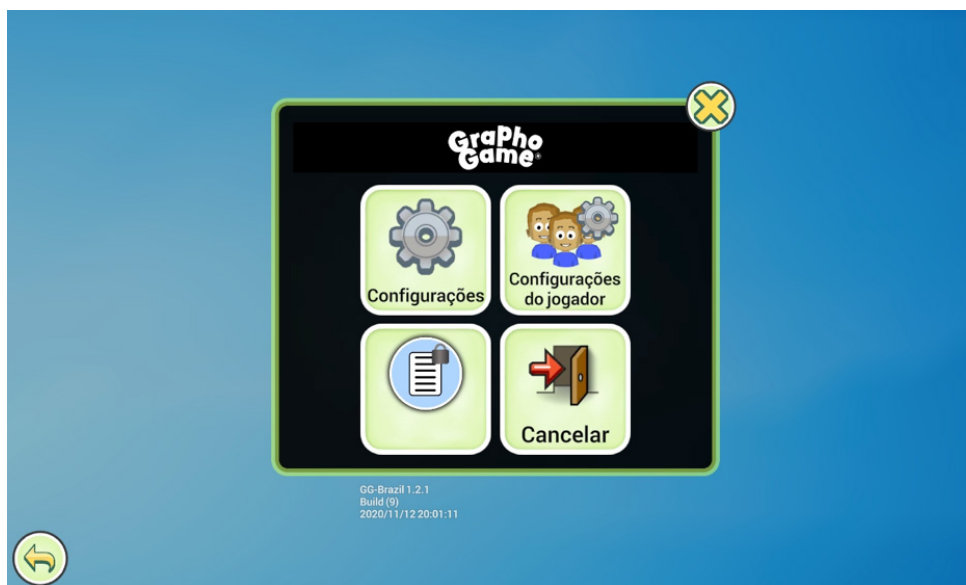 GraPho
Game®
Configurações
Configurações
do jogador
Cancelar
GG-Brazil 1.2.1
Build (9)
2020/11/12 20:01:11